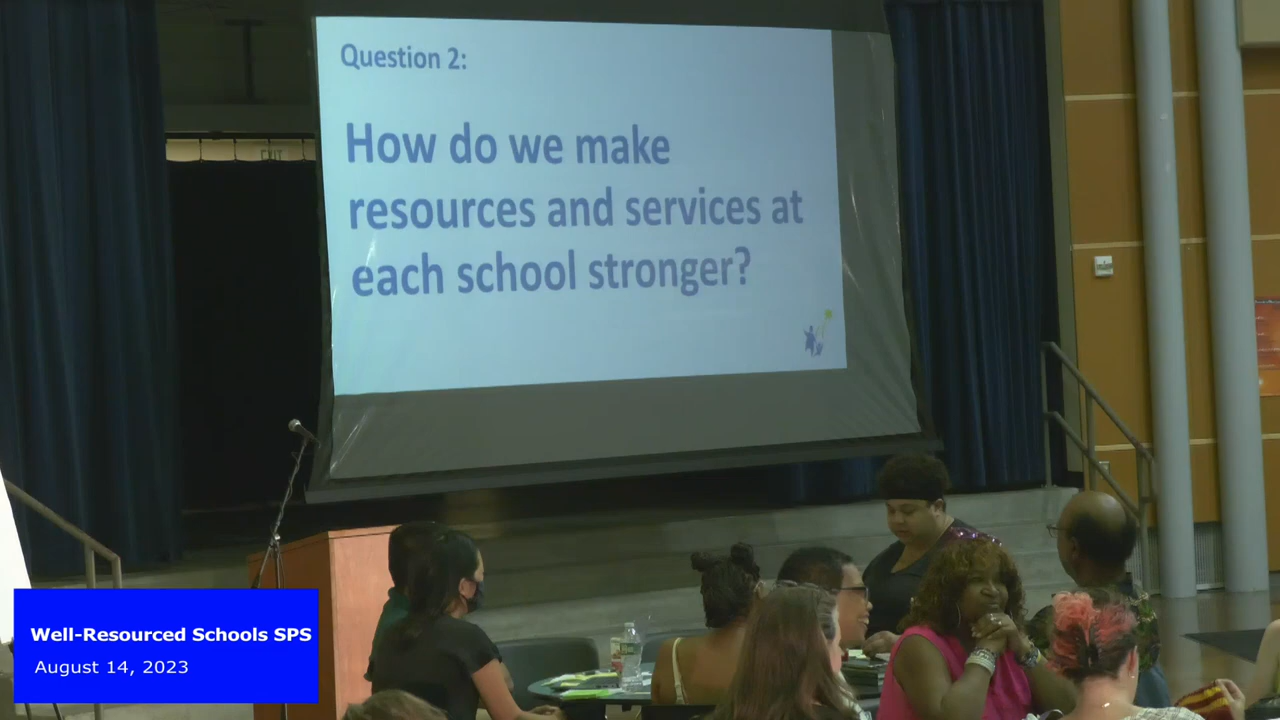 Question 2:
How do we make
resources and services at
each school stronger?
EXIT
Well-Resourced Schools SPS
August 14, 2023